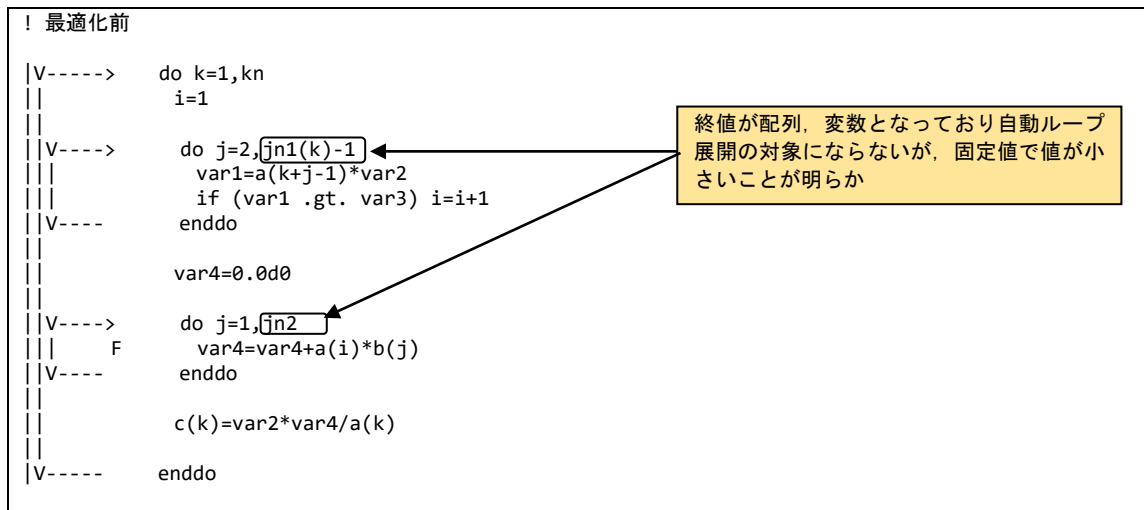 ! 最適化前
|V----->     do k=1,kn
||            i=1
||
||V---->      do j=2,jn1(k)-1
|||             var1=a(k+j-1)*var2
|||             if (var1 .gt. var3) i=i+1
||V----       enddo
||
||            var4=0.0d0
||
||V---->      do j=1,jn2
|||     F       var4=var4+a(i)*b(j)
||V----       enddo
||
||            c(k)=var2*var4/a(k)
||
|V-----     enddo
終値が配列，変数となっており自動ループ
展開の対象にならないが，固定値で値が小
さいことが明らか